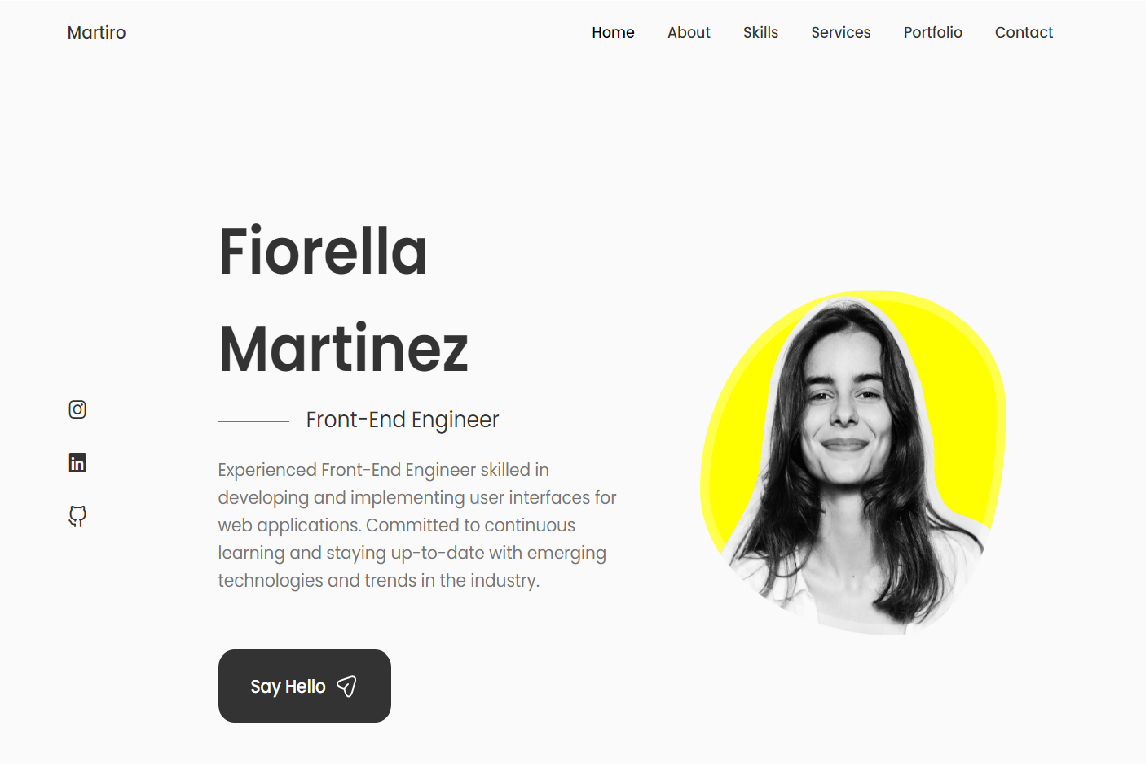 Martiro
Home About Skills Services Portfolio Contact
Fiorella
Martinez
Front-End Engineer
Experienced Front-End Engineer skilled in
developing and implementing user interfaces for
web applications. Committed to continuous
learning and staying up-to-date with emerging
technologies and trends in the industry.
Say Hello